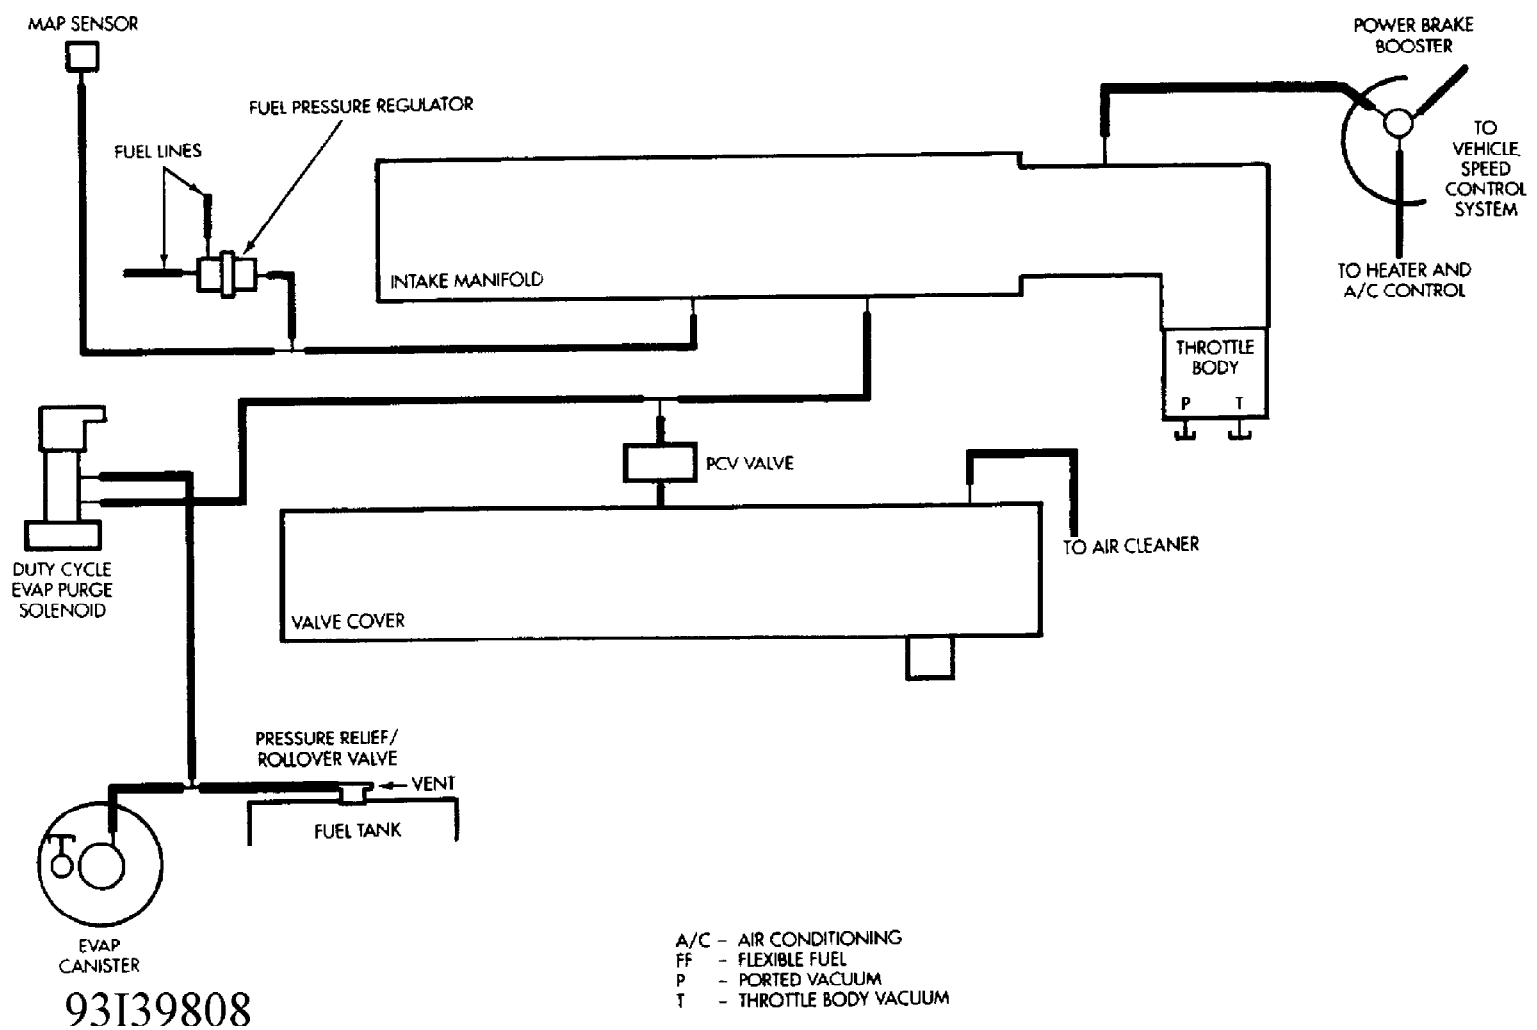 MAP SENSOR
POWER BRAKE
BOOSTER
FUEL PRESSURE REGULATOR
FUEL LINES
TO
VEHICLE
SPEED
CONTROL
SYSTEM
INTAKE MANIFOLD
TO HEATER AND
A/C CONTROL
THROTTLE
BODY
P T
PCV VALVE
TO AIR CLEANER
DUTY CYCLE
EVAP PURGE
SOLENOID
VALVE COVER
PRESSURE RELIEF/
ROLLOVER VALVE
VENT
FUEL TANK
EVAP
CANISTER
A/C - AIR CONDITIONING
FF - FLEXIBLE FUEL
P - PORTED VACUUM
T - THROTTLE BODY VACUUM
93I39808